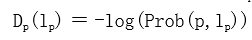 D_p(l_p) = -log(Prob(p, l_p))